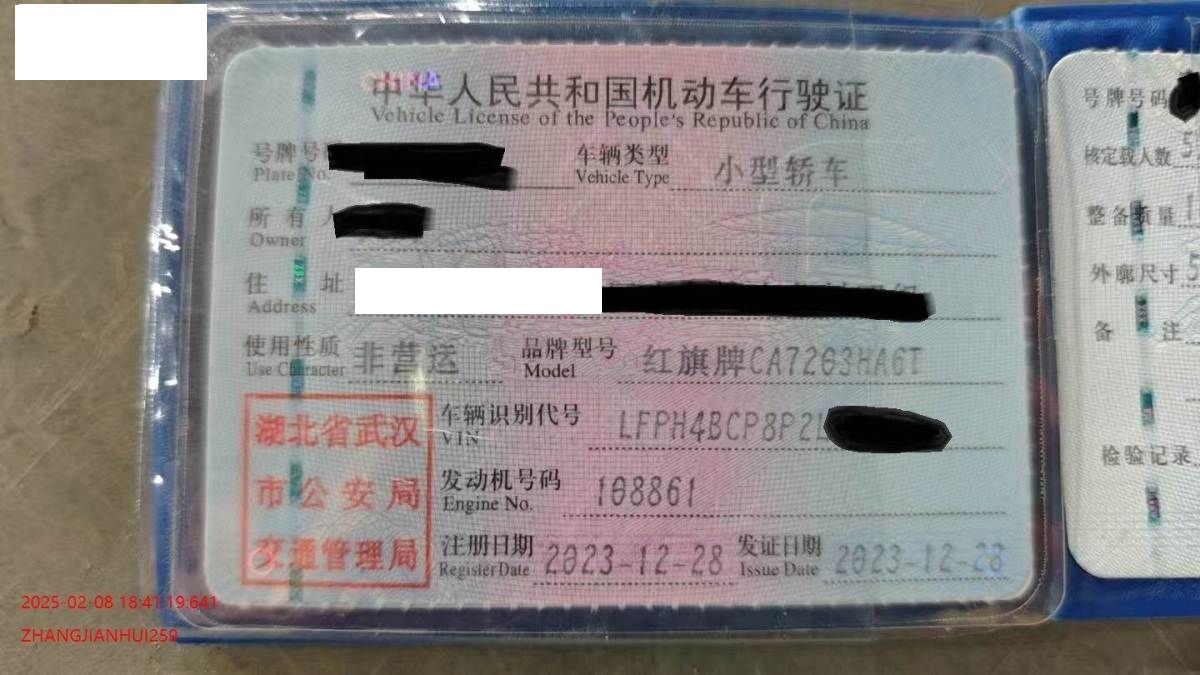 中华人民共和国机动车行驶证
Vehicle License of the People's Republic of China
号牌号
Plate No.
车辆类型 小型轿车
Vehicle Type
所有人
Owner
住址
Address
使用性质 非营运
Use Character
品牌型号 红旗牌CA7263HA6T
Model
湖北省武汉
市公安局
交通管理局
车辆识别代号 LFPH4BCP8P2L
VIN
发动机号码 108861
Engine No.
注册日期 2023-12-28
Register Date
发证日期 2023-12-28
Issue Date
号牌号码
核定载人数 5
整备质量
外廓尺寸 5
备注
检验记录
2025-02-08 18:41:19:641
ZHANGJIANHUI259